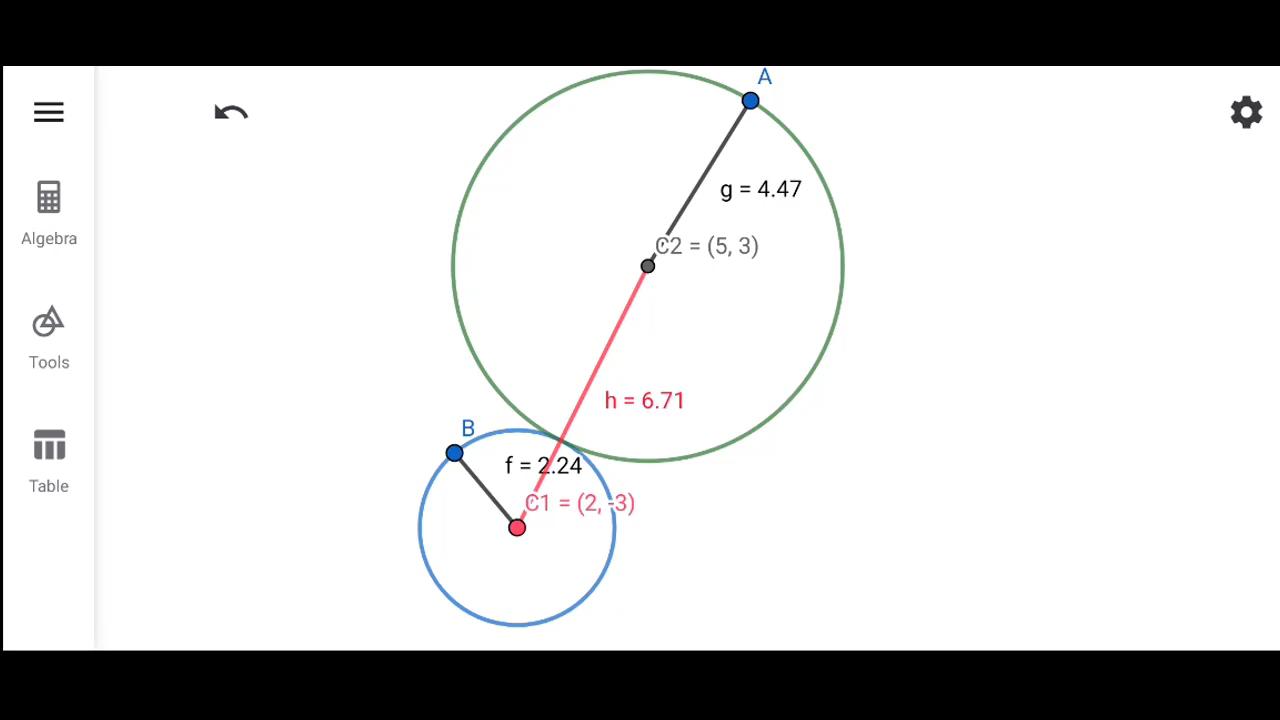 A
g = 4.47
Algebra
C2 = (5, 3)
Tools
h = 6.71
B
f = 2.24
Table
C1 = (2, -3)